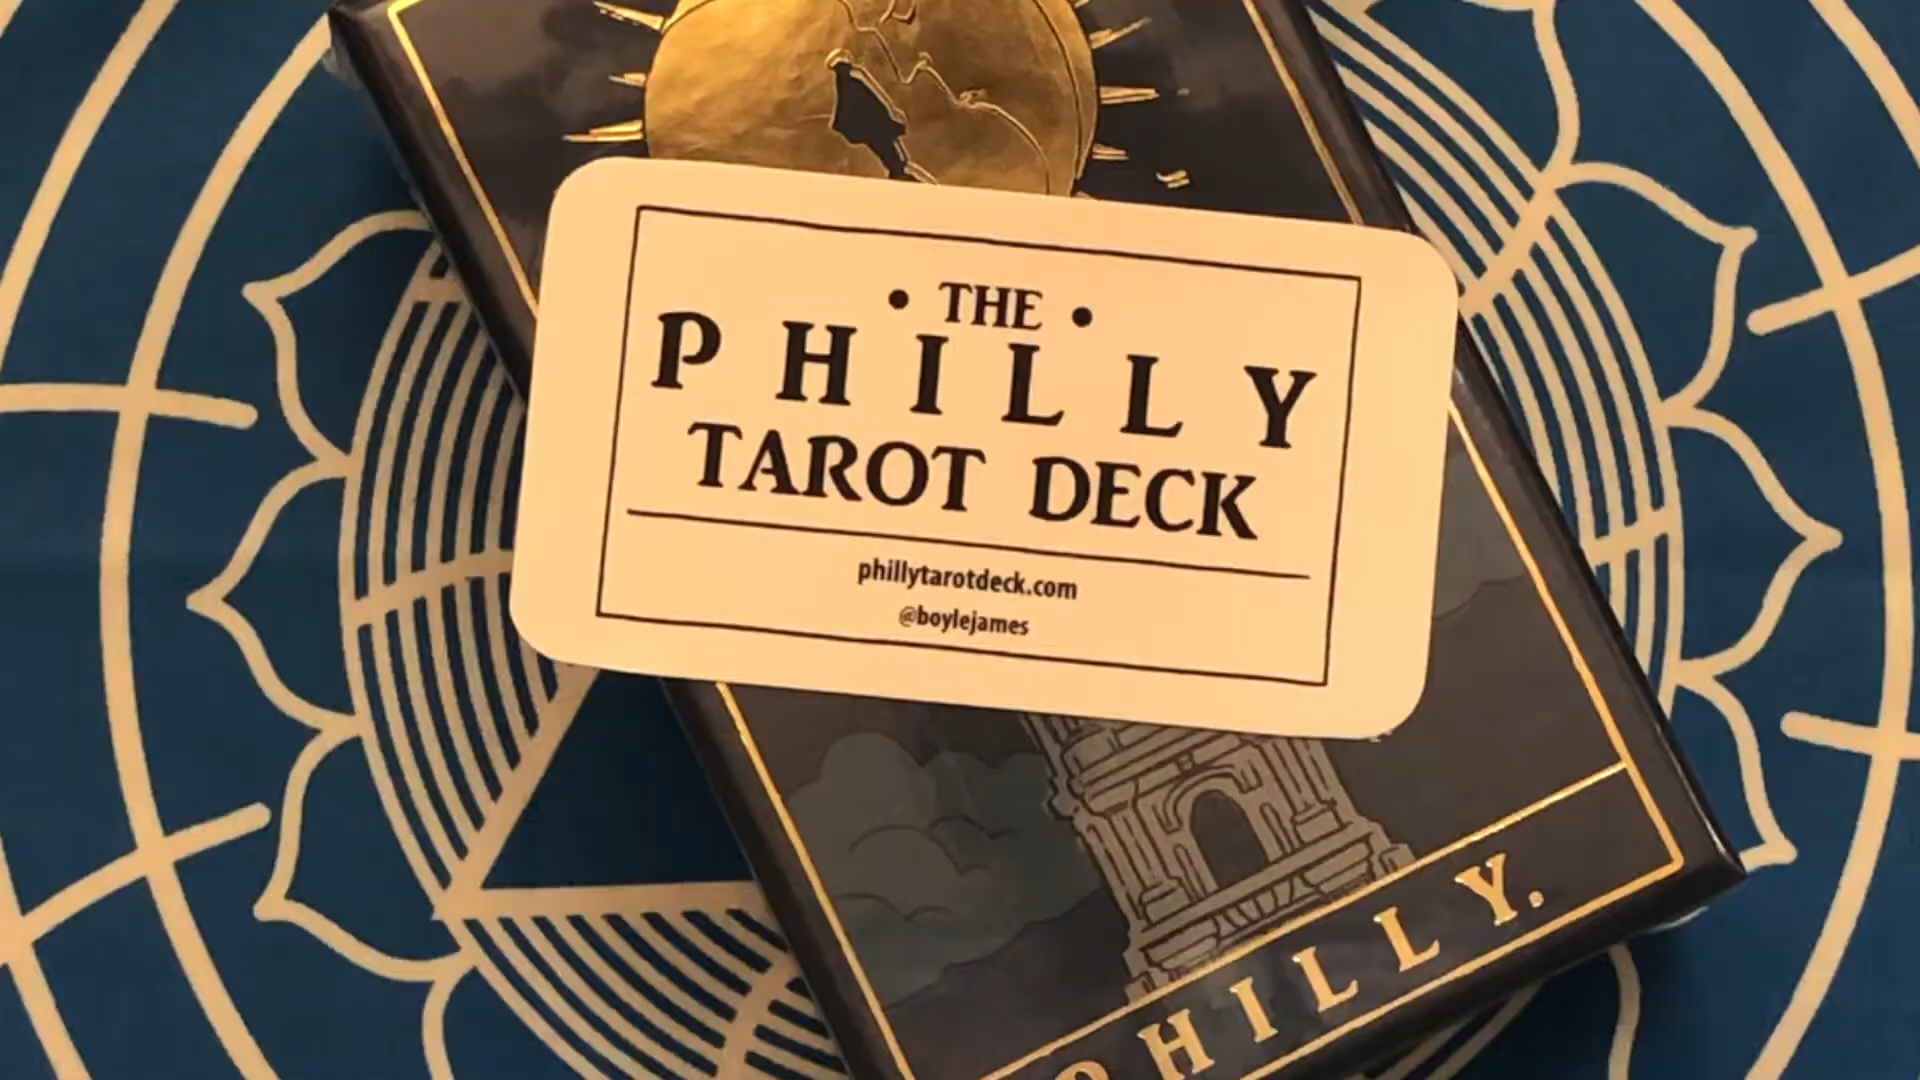 • THE •
PHILLY
TAROT DECK
phillytarotdeck.com
@boylejames
PHILLY.